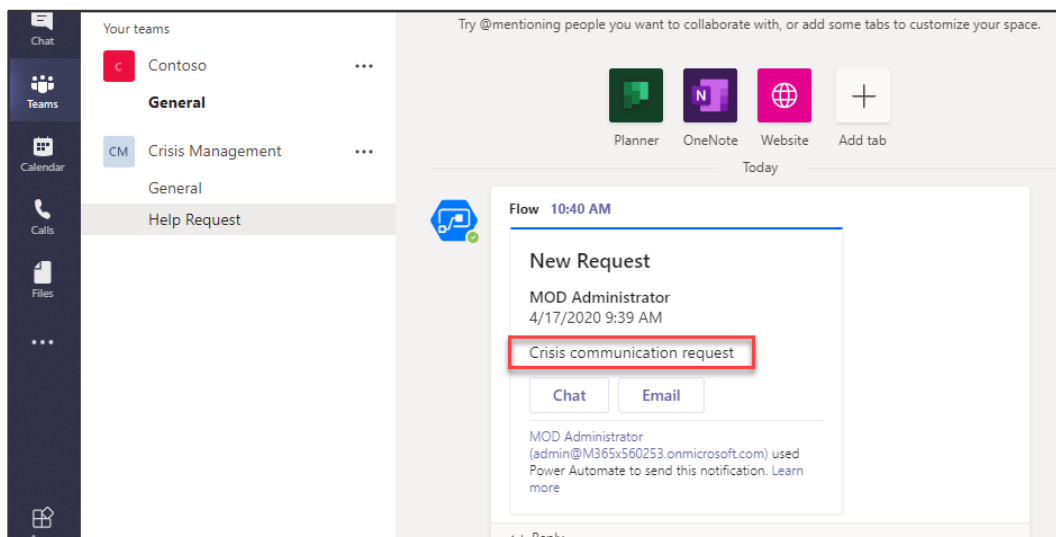 Chat
Teams
Calendar
Calls
Files
Your teams
C
Contoso
General
CM
Crisis Management
General
Help Request
Try @mentioning people you want to collaborate with, or add some tabs to customize your space.
N
Planner
OneNote
Website
Add tab
Today
Flow 10:40 AM
New Request
MOD Administrator
4/17/2020 9:39 AM
Crisis communication request
Chat
Email
MOD Administrator
(admin@M365x560253.onmicrosoft.com) used
Power Automate to send this notification. Learn
more
Reply